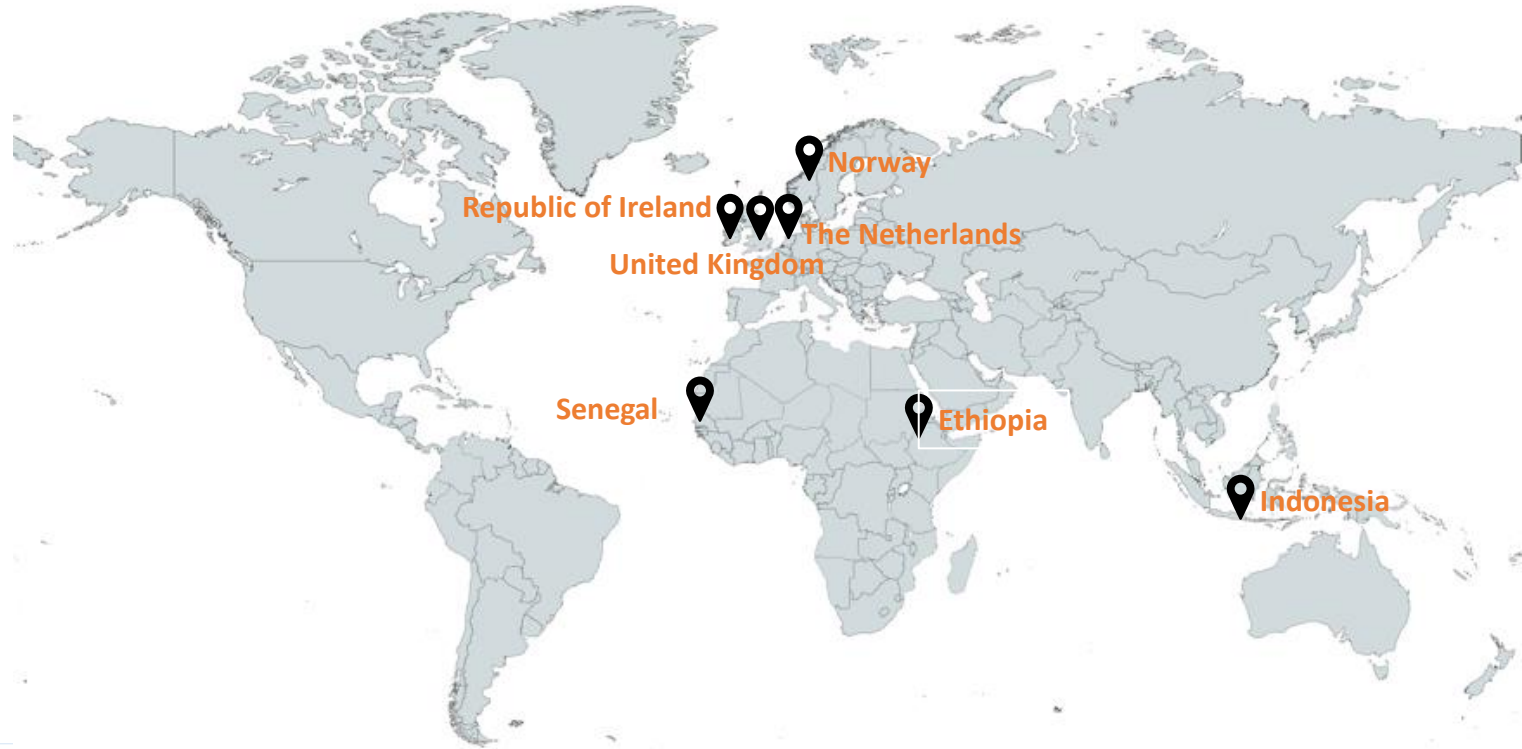 Norway
Republic of Ireland
The Netherlands
United Kingdom
Senegal
Ethiopia
Indonesia